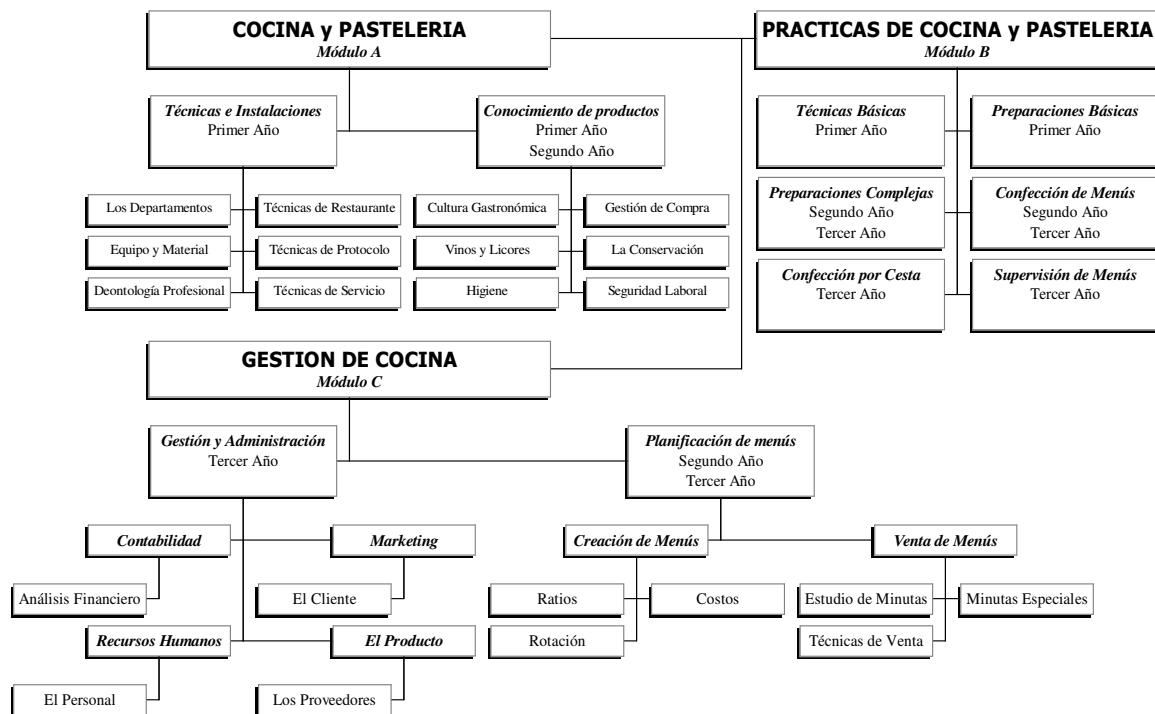 COCINA y PASTELERIA
Módulo A
PRACTICAS DE COCINA y PASTELERIA
Módulo B
Técnicas e Instalaciones
Primer Año
Conocimiento de productos
Primer Año
Segundo Año
Técnicas Básicas
Primer Año
Preparaciones Básicas
Primer Año
Los Departamentos
Técnicas de Restaurante
Cultura Gastronómica
Gestión de Compra
Equipo y Material
Técnicas de Protocolo
Vinos y Licores
La Conservación
Deontología Profesional
Técnicas de Servicio
Higiene
Seguridad Laboral
Preparaciones Complejas
Segundo Año
Tercer Año
Confección de Menús
Segundo Año
Tercer Año
Confección por Cesta
Tercer Año
Supervisión de Menús
Tercer Año
GESTION DE COCINA
Módulo C
Gestión y Administración
Tercer Año
Planificación de menús
Segundo Año
Tercer Año
Contabilidad
Marketing
Creación de Menús
Venta de Menús
Análisis Financiero
El Cliente
Ratios
Costos
Estudio de Minutas
Minutas Especiales
Recursos Humanos
El Producto
Rotación
Técnicas de Venta
El Personal
Los Proveedores